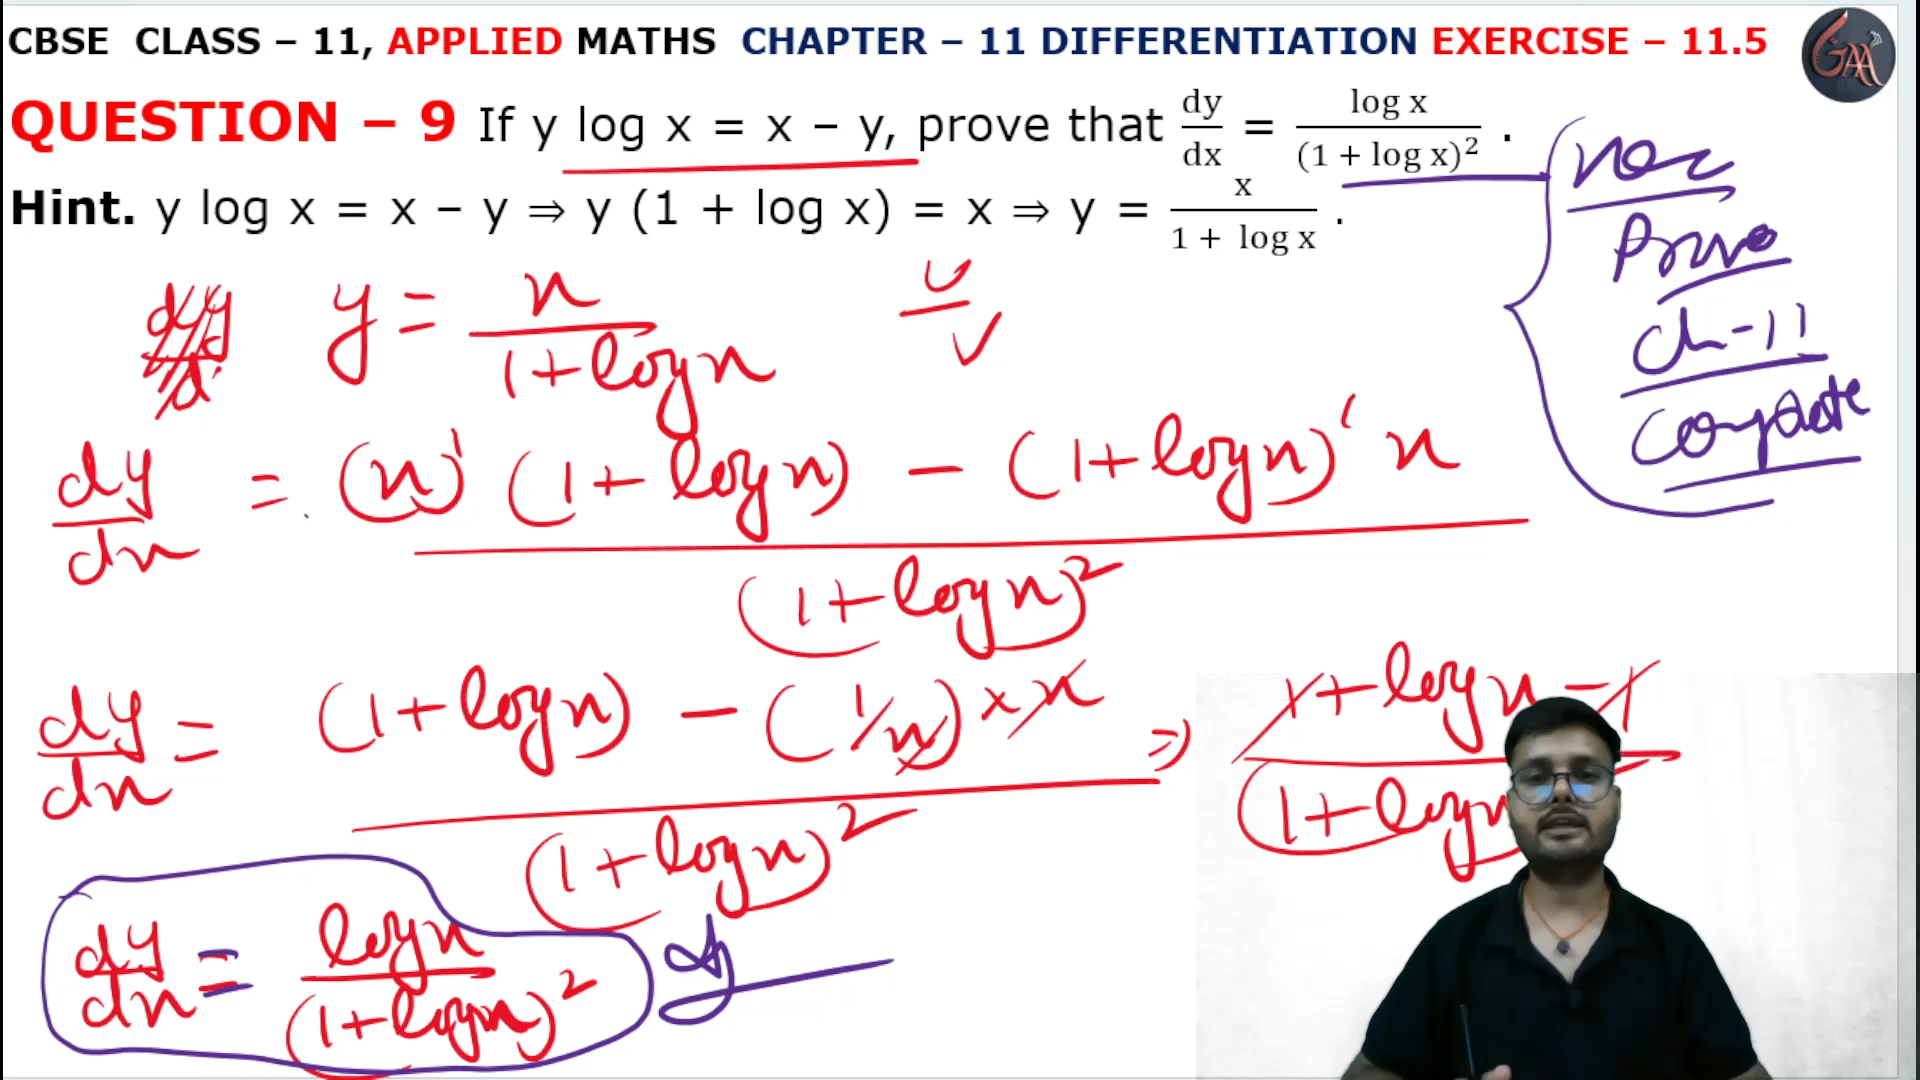 CBSE CLASS – 11, APPLIED MATHS CHAPTER – 11 DIFFERENTIATION EXERCISE – 11.5
GAA
QUESTION – 9 If y log x = x – y, prove that dy/dx = log x/(1 + log x)² .
Hint. y log x = x – y ⇒ y (1 + log x) = x ⇒ y = x/(1 + log x) .
Prove
ch-11
Complete
y = x/(1+log x)
U/V
dy/dx = ((x)' (1+log x) – (1+log x)' x)/(1+log x)²
dy/dx = ((1+log x) – (1/x) × x)/(1+log x)² ⇒ (1+log x – 1)/(1+log x
dy/dx = log x/(1+log x)²